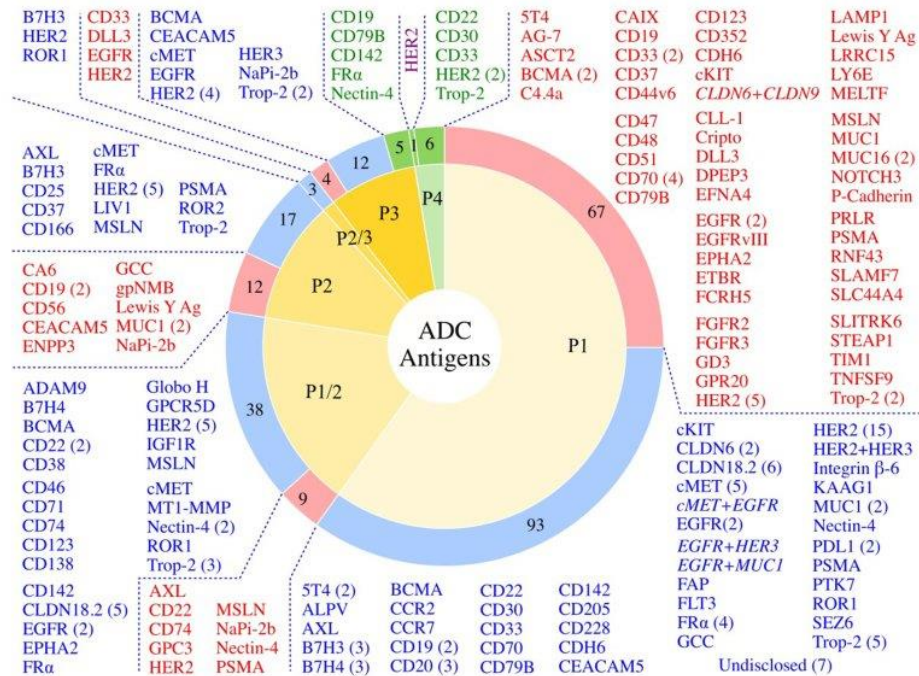 B7H3
HER2
ROR1
CD33
DLL3
EGFR
HER2
BCMA
CEACAM5
cMET
EGFR
HER2 (4)
HER3
NaPi-2b
Trop-2 (2)
CD19
CD79B
CD142
FRα
Nectin-4
HER2
CD22
CD30
CD33
HER2 (2)
Trop-2
5T4
AG-7
ASCT2
BCMA (2)
C4.4a
CAIX
CD19
CD33 (2)
CD37
CD44v6
CD47
CD48
CD51
CD70 (4)
CD79B
CD123
CD352
CDH6
cKIT
CLDN6+CLDN9
CLL-1
Cripto
DLL3
DPEP3
EFNA4
EGFR (2)
EGFRvIII
EPHA2
ETBR
FCRH5
FGFR2
FGFR3
GD3
GPR20
HER2 (5)
LAMP1
Lewis Y Ag
LRRC15
LY6E
MELTF
MSLN
MUC1
MUC16 (2)
NOTCH3
P-Cadherin
PRLR
PSMA
RNF43
SLAMF7
SLC44A4
SLITRK6
STEAP1
TIM1
TNFSF9
Trop-2 (2)
AXL
B7H3
CD25
CD37
CD166
cMET
FRα
HER2 (5)
LIV1
MSLN
PSMA
ROR2
Trop-2
CA6
CD19 (2)
CD56
CEACAM5
ENPP3
GCC
gpNMB
Lewis Y Ag
MUC1 (2)
NaPi-2b
5
1
6
12
4
3
17
12
38
9
93
67
P4
P3
P2/3
P2
P1/2
P1
ADC
Antigens
ADAM9
B7H4
BCMA
CD22 (2)
CD38
CD46
CD71
CD74
CD123
CD138
CD142
CLDN18.2 (5)
EGFR (2)
EPHA2
FRα
Globo H
GPCR5D
HER2 (5)
IGF1R
MSLN
cMET
MT1-MMP
Nectin-4 (2)
ROR1
Trop-2 (3)
AXL
CD22
CD74
GPC3
HER2
MSLN
NaPi-2b
Nectin-4
PSMA
5T4 (2)
ALPV
AXL
B7H3 (3)
B7H4 (3)
BCMA
CCR2
CCR7
CD19 (2)
CD20 (3)
CD22
CD30
CD33
CD70
CD79B
CD142
CD205
CD228
CDH6
CEACAM5
cKIT
CLDN6 (2)
CLDN18.2 (6)
cMET (5)
cMET+EGFR
EGFR(2)
EGFR+HER3
EGFR+MUC1
FAP
FLT3
FRα (4)
GCC
HER2 (15)
HER2+HER3
Integrin β-6
KAAG1
MUC1 (2)
Nectin-4
PDL1 (2)
PSMA
PTK7
ROR1
SEZ6
Trop-2 (5)
Undisclosed (7)